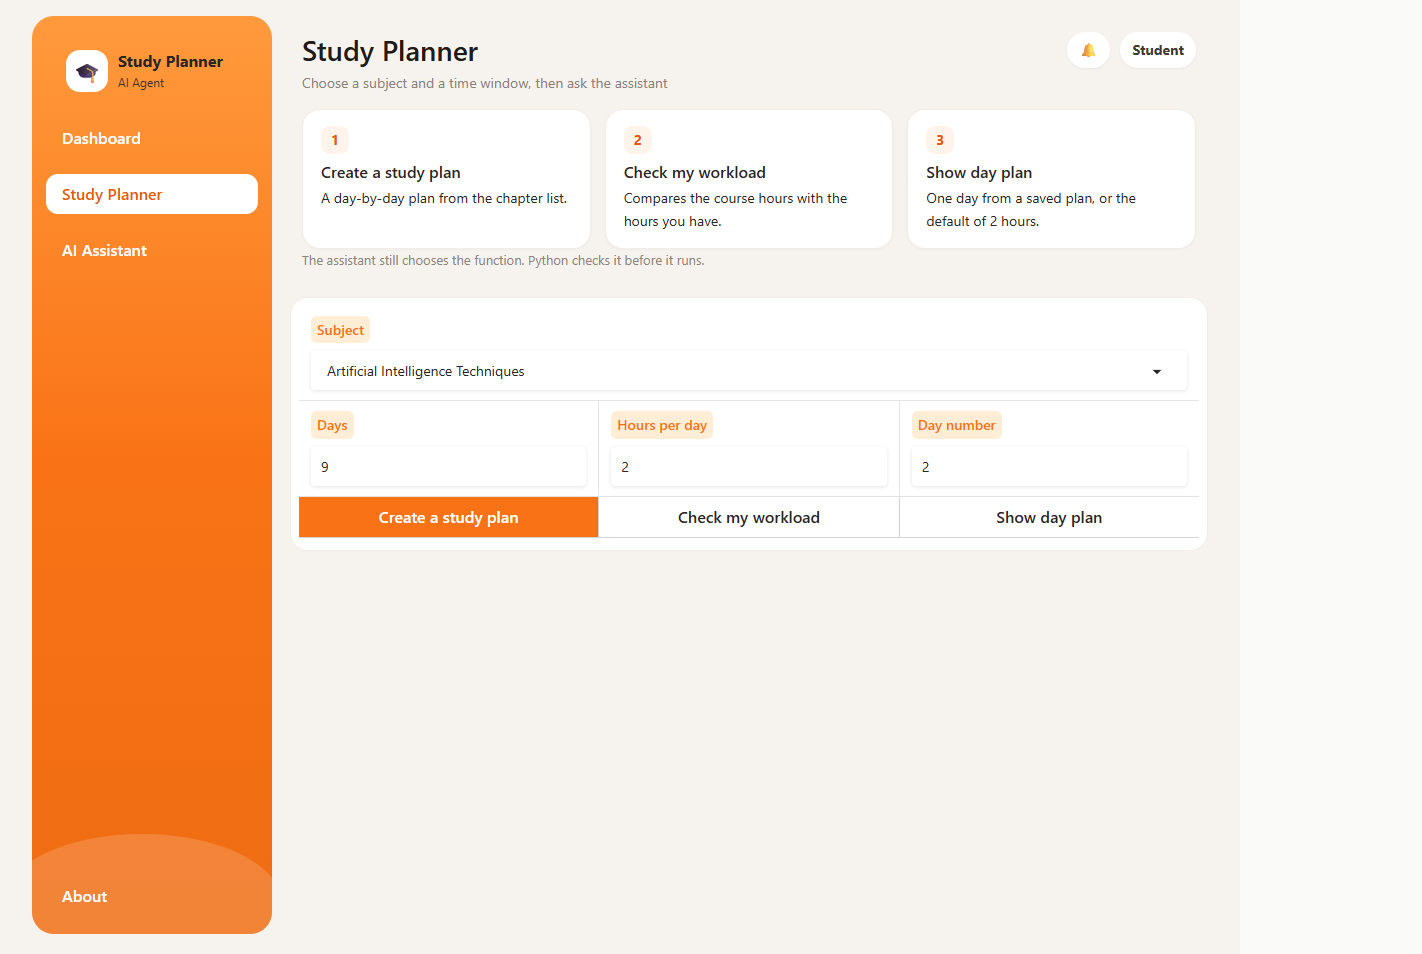 Study Planner
AI Agent
Dashboard
Study Planner
AI Assistant
About
Study Planner
Choose a subject and a time window, then ask the assistant
Student
1
Create a study plan
A day-by-day plan from the chapter list.
2
Check my workload
Compares the course hours with the
hours you have.
3
Show day plan
One day from a saved plan, or the
default of 2 hours.
The assistant still chooses the function. Python checks it before it runs.
Subject
Artificial Intelligence Techniques
Days
9
Hours per day
2
Day number
2
Create a study plan
Check my workload
Show day plan